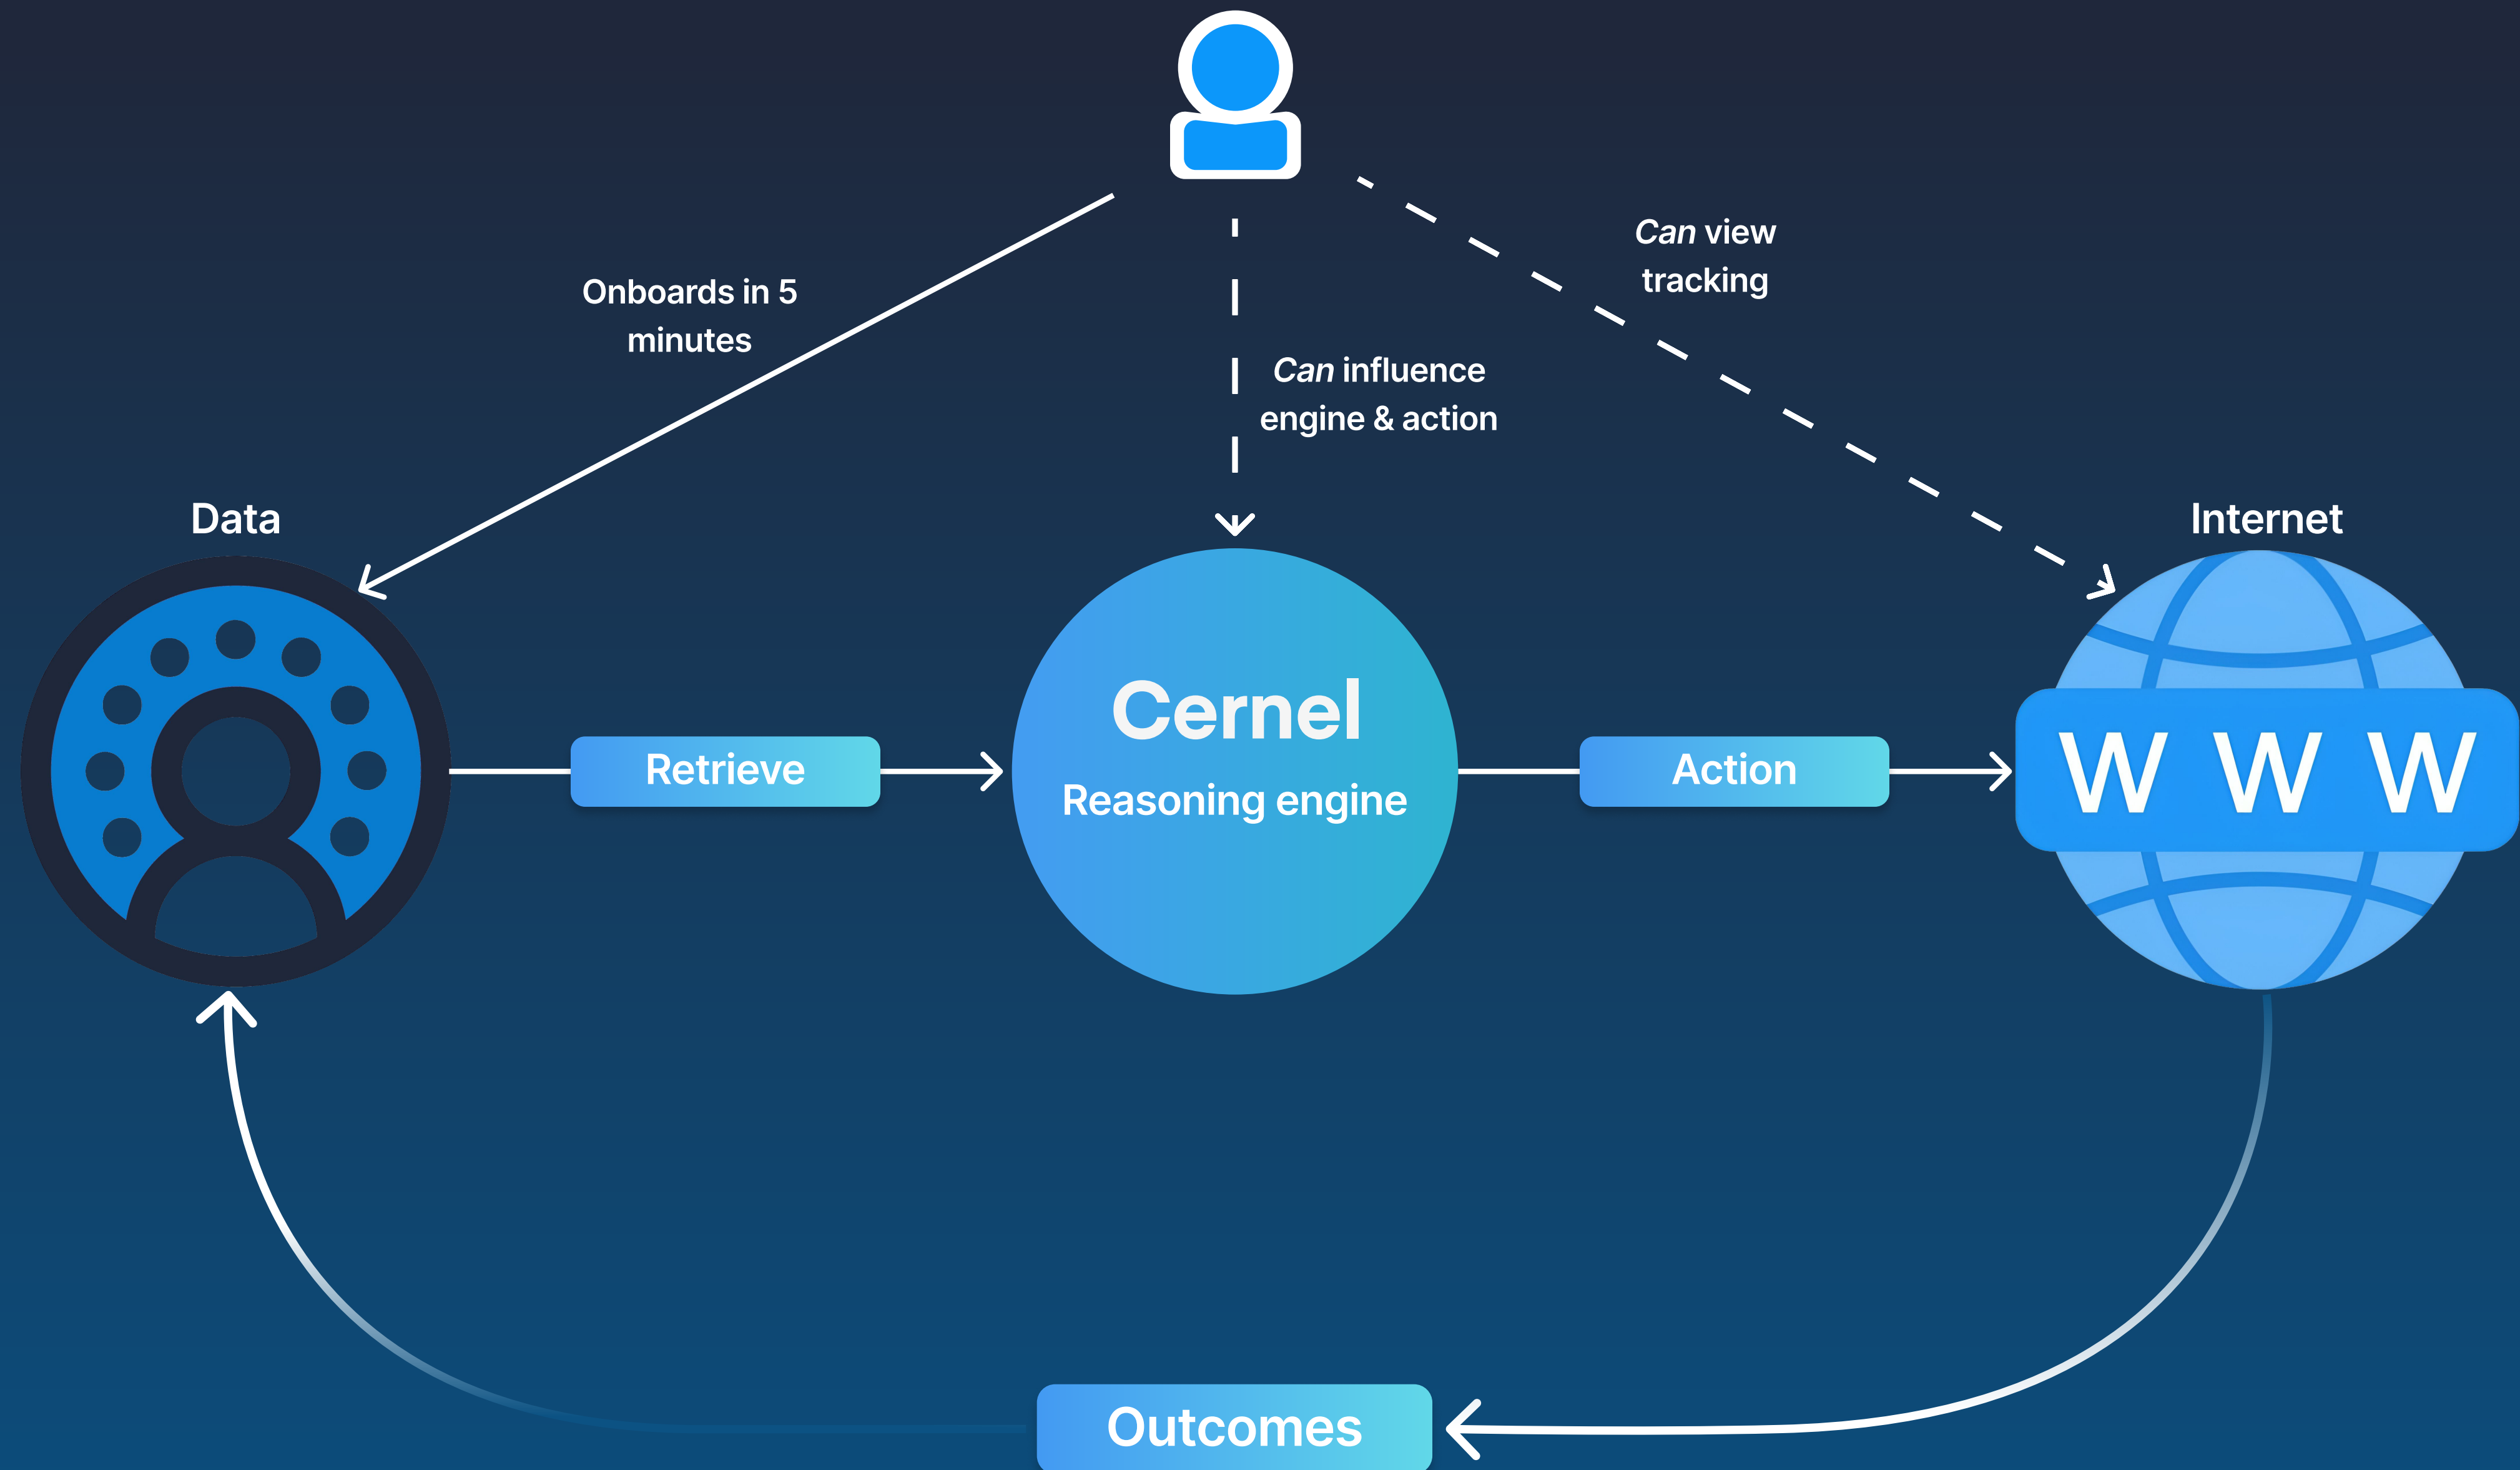 Can view
tracking
Onboards in 5
minutes
Can influence
engine & action
Data
Internet
Cernel
Reasoning engine
Retrieve
Action
W W W
Outcomes